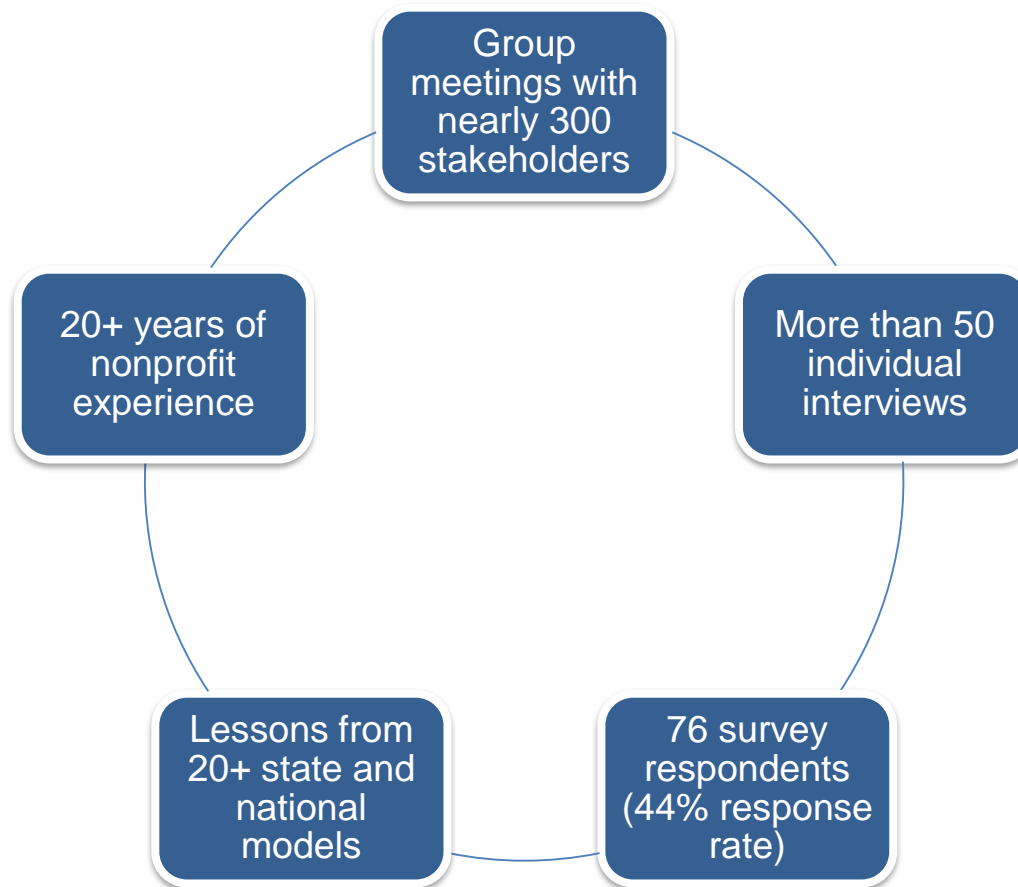 Group
meetings with
nearly 300
stakeholders
More than 50
individual
interviews
76 survey
respondents
(44% response
rate)
Lessons from
20+ state and
national
models
20+ years of
nonprofit
experience